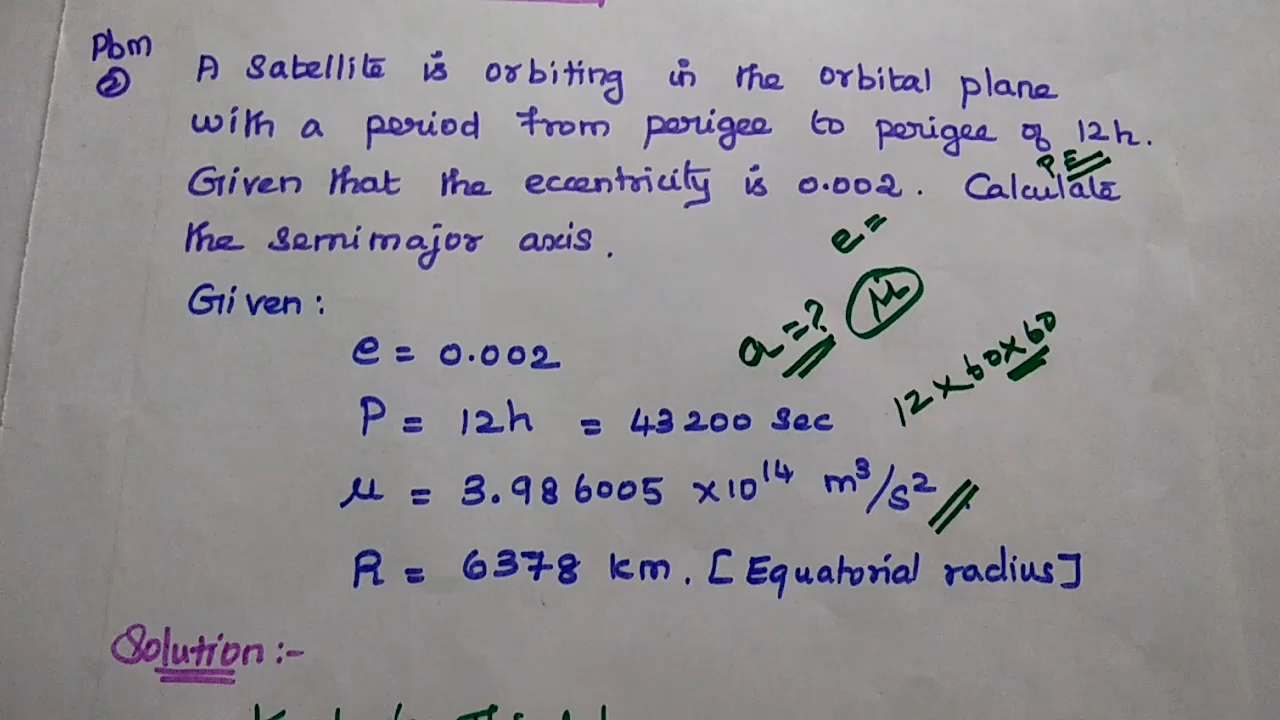 Pbm
②
A satellite is orbiting in the orbital plane
with a period from perigee to perigee of 12h.
P E
Given that the eccentricity is 0.002. Calculate
e =
the semimajor axis.
Given:
a = ? μ
e = 0.002
12 × 60 × 60
P = 12h = 43200 sec
μ = 3.986005 × 10¹⁴ m³/s²
R = 6378 km. [Equatorial radius]
Solution :-